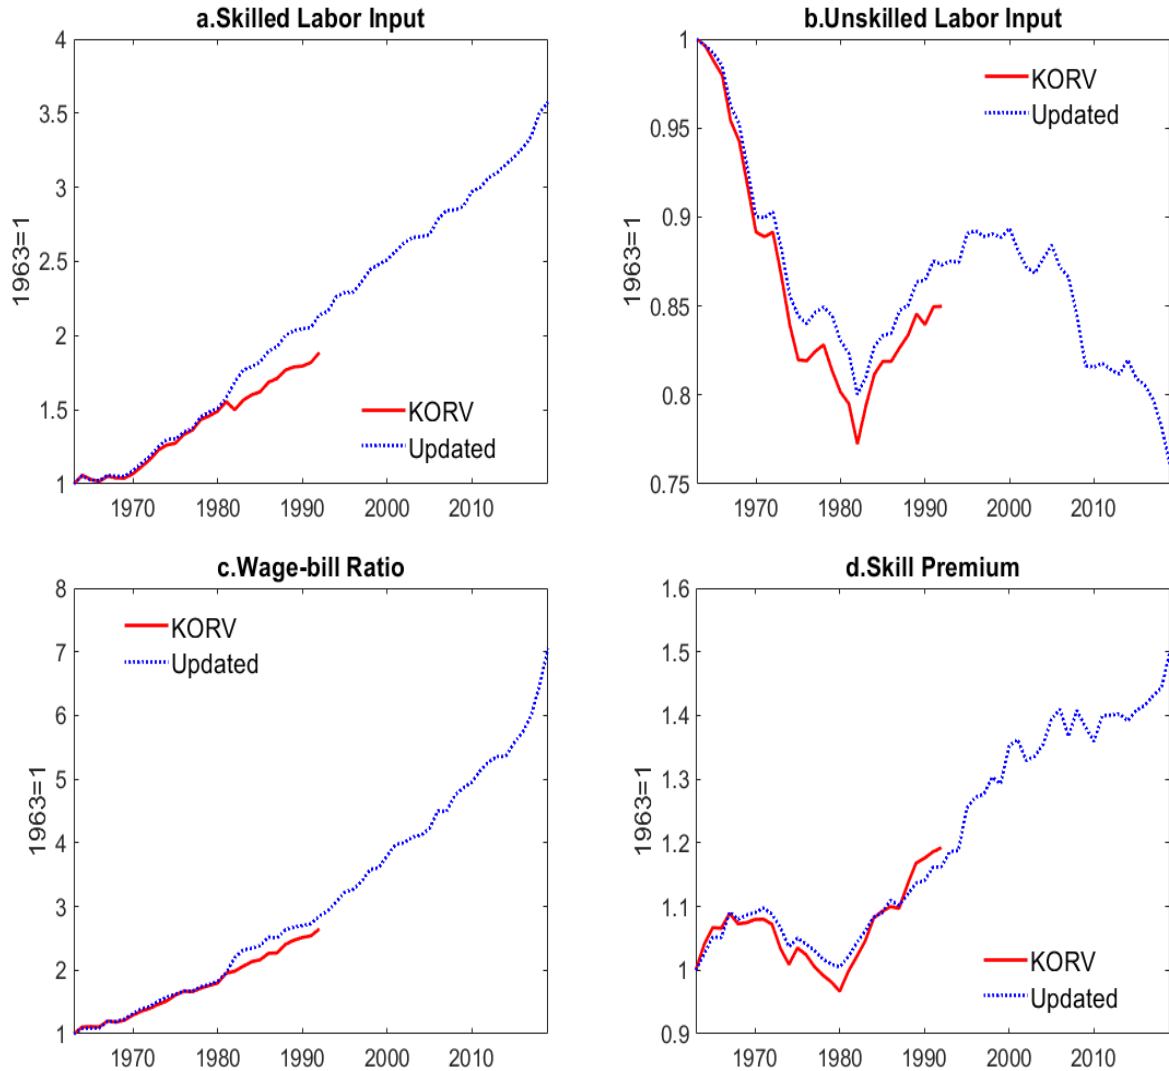 a.Skilled Labor Input
4
3.5
3
2.5
2
1.5
1
1963=1
KORV
Updated
1970 1980 1990 2000 2010
b.Unskilled Labor Input
1
0.95
0.9
0.85
0.8
0.75
1963=1
KORV
Updated
1970 1980 1990 2000 2010
c.Wage-bill Ratio
8
7
6
5
4
3
2
1
1963=1
KORV
Updated
1970 1980 1990 2000 2010
d.Skill Premium
1.6
1.5
1.4
1.3
1.2
1.1
1
0.9
1963=1
KORV
Updated
1970 1980 1990 2000 2010